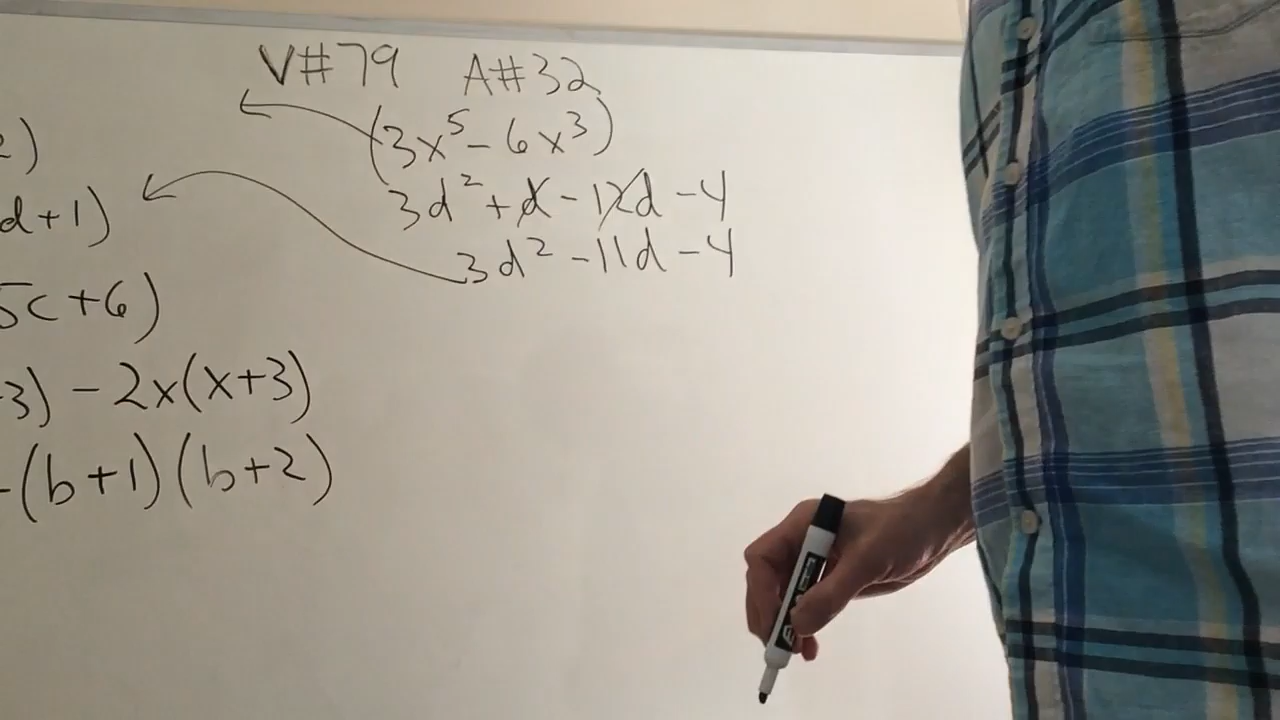 V#79 A#32
2)
(3x⁵ - 6x³)
d+1)
3d² + d - 12d - 4
3d² - 11d - 4
5c+6)
3) - 2x(x+3)
-(b+1)(b+2)
EXPO